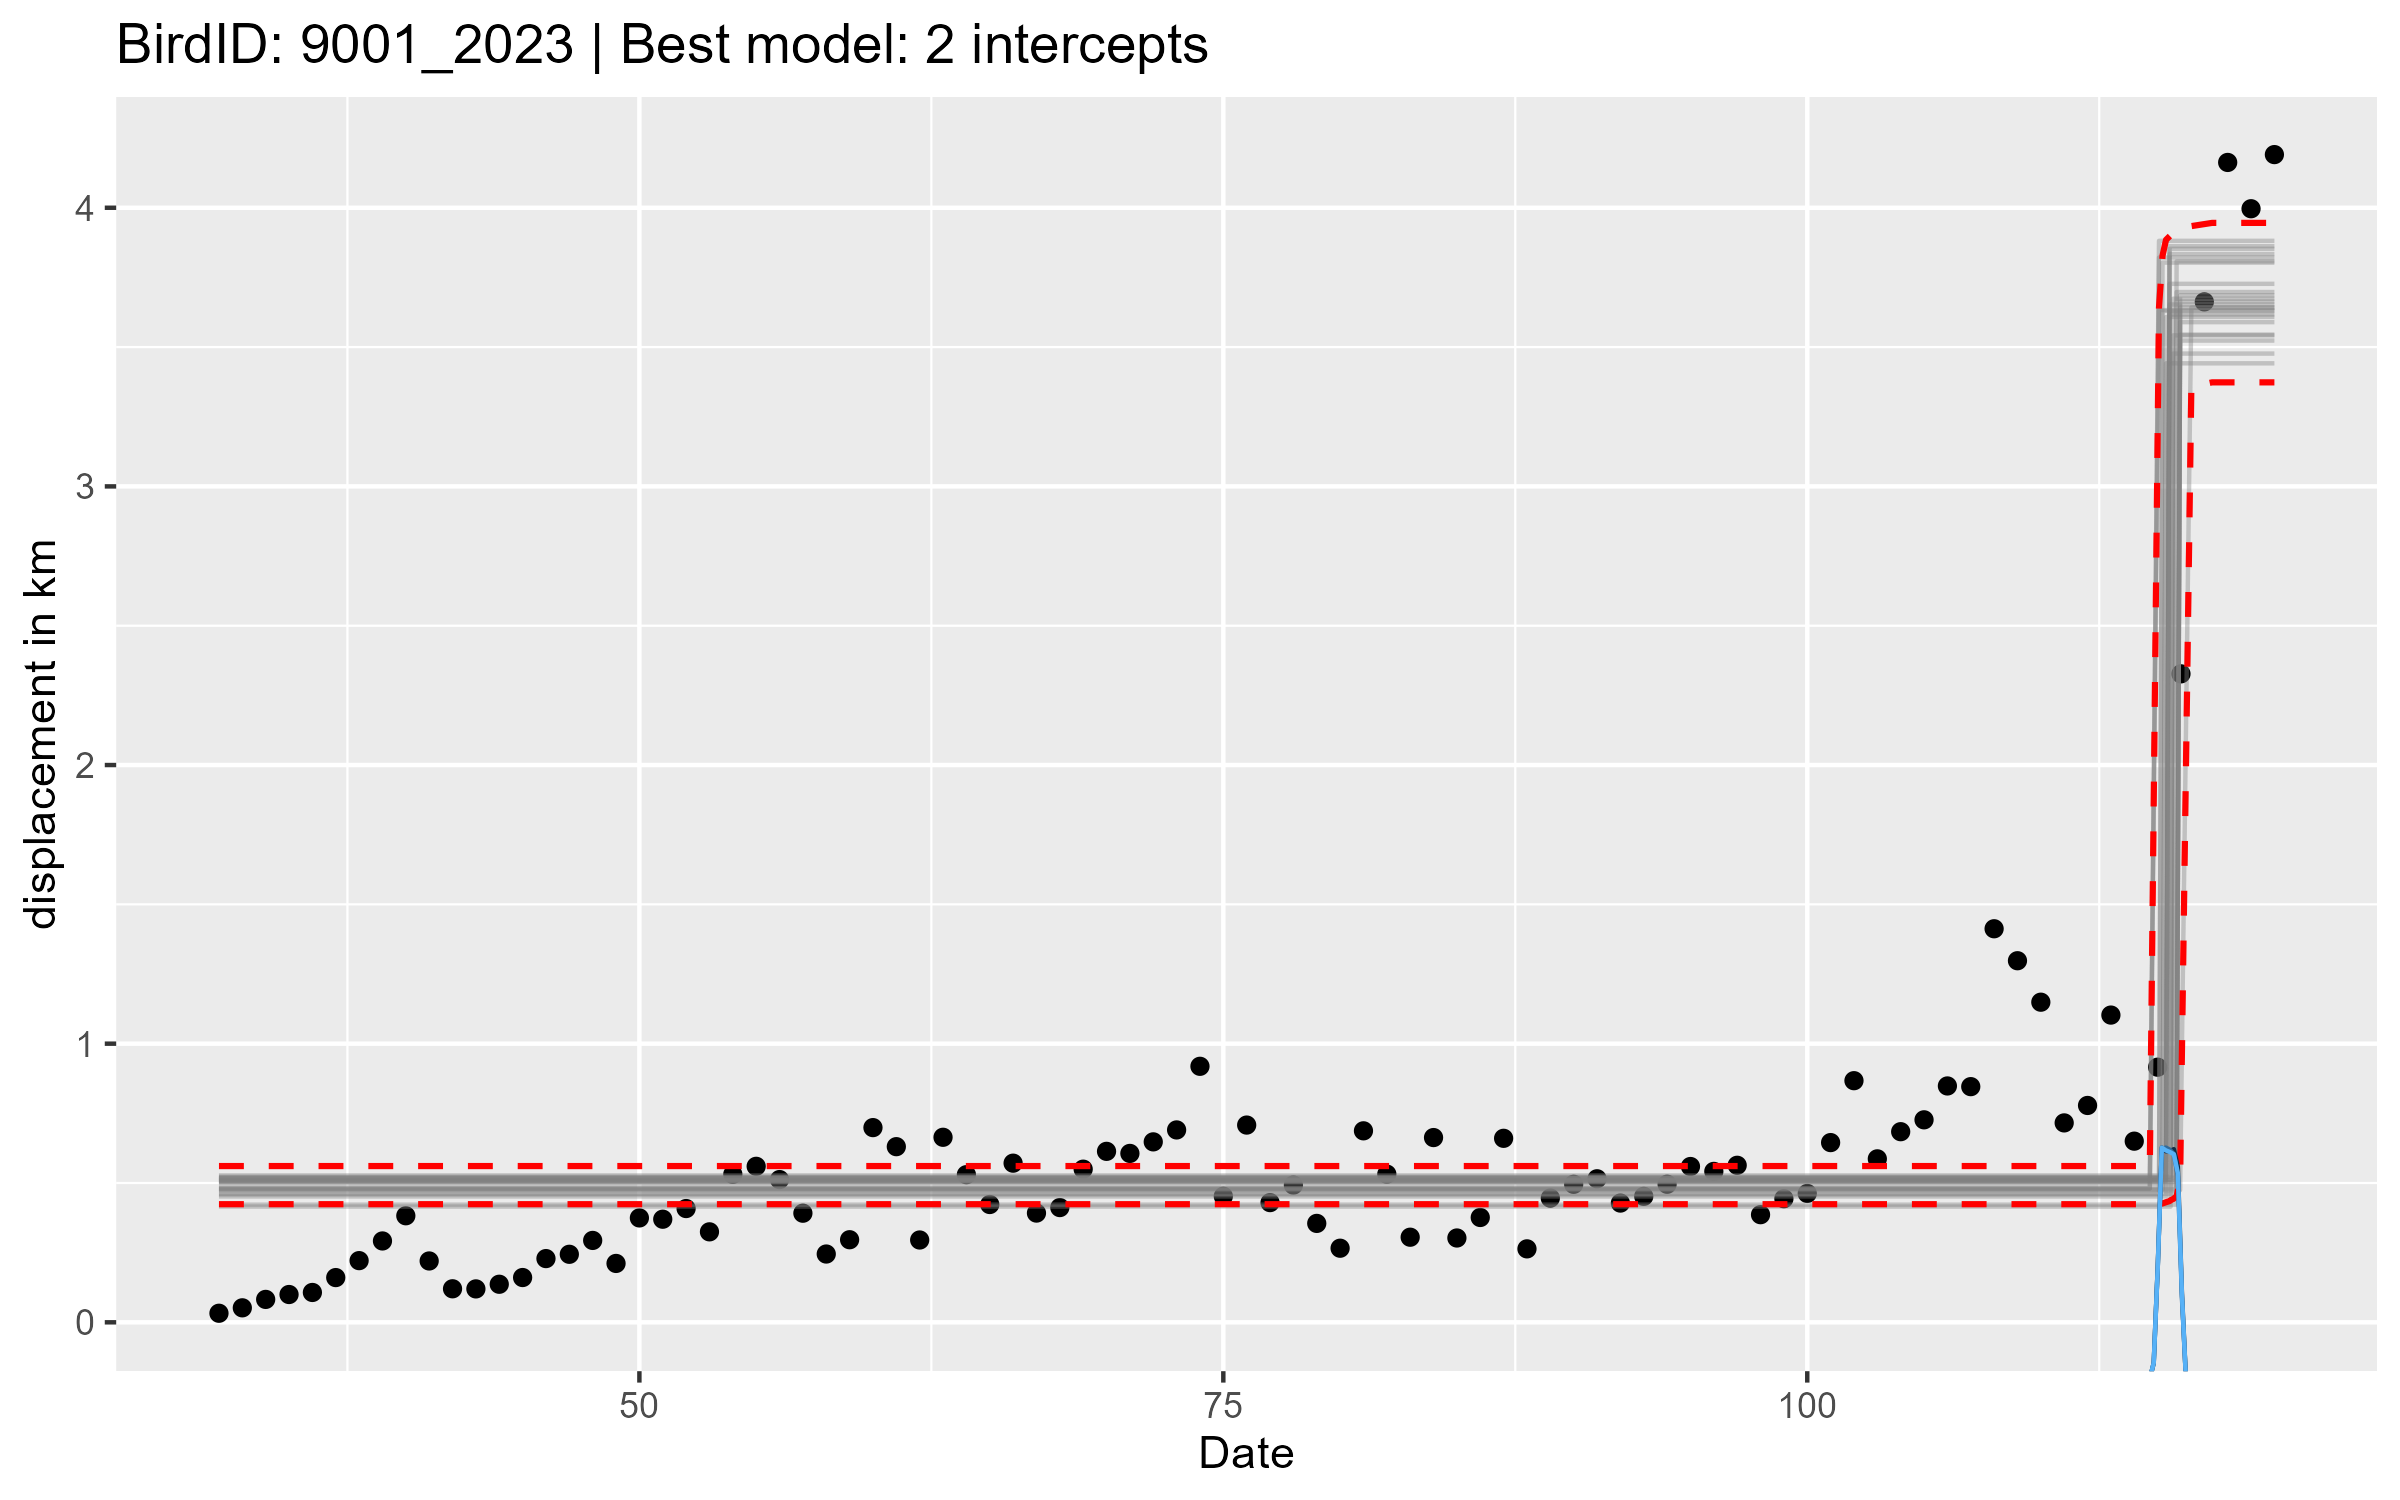 BirdID: 9001_2023 | Best model: 2 intercepts
displacement in km
4
3
2
1
0
50 75 100
Date